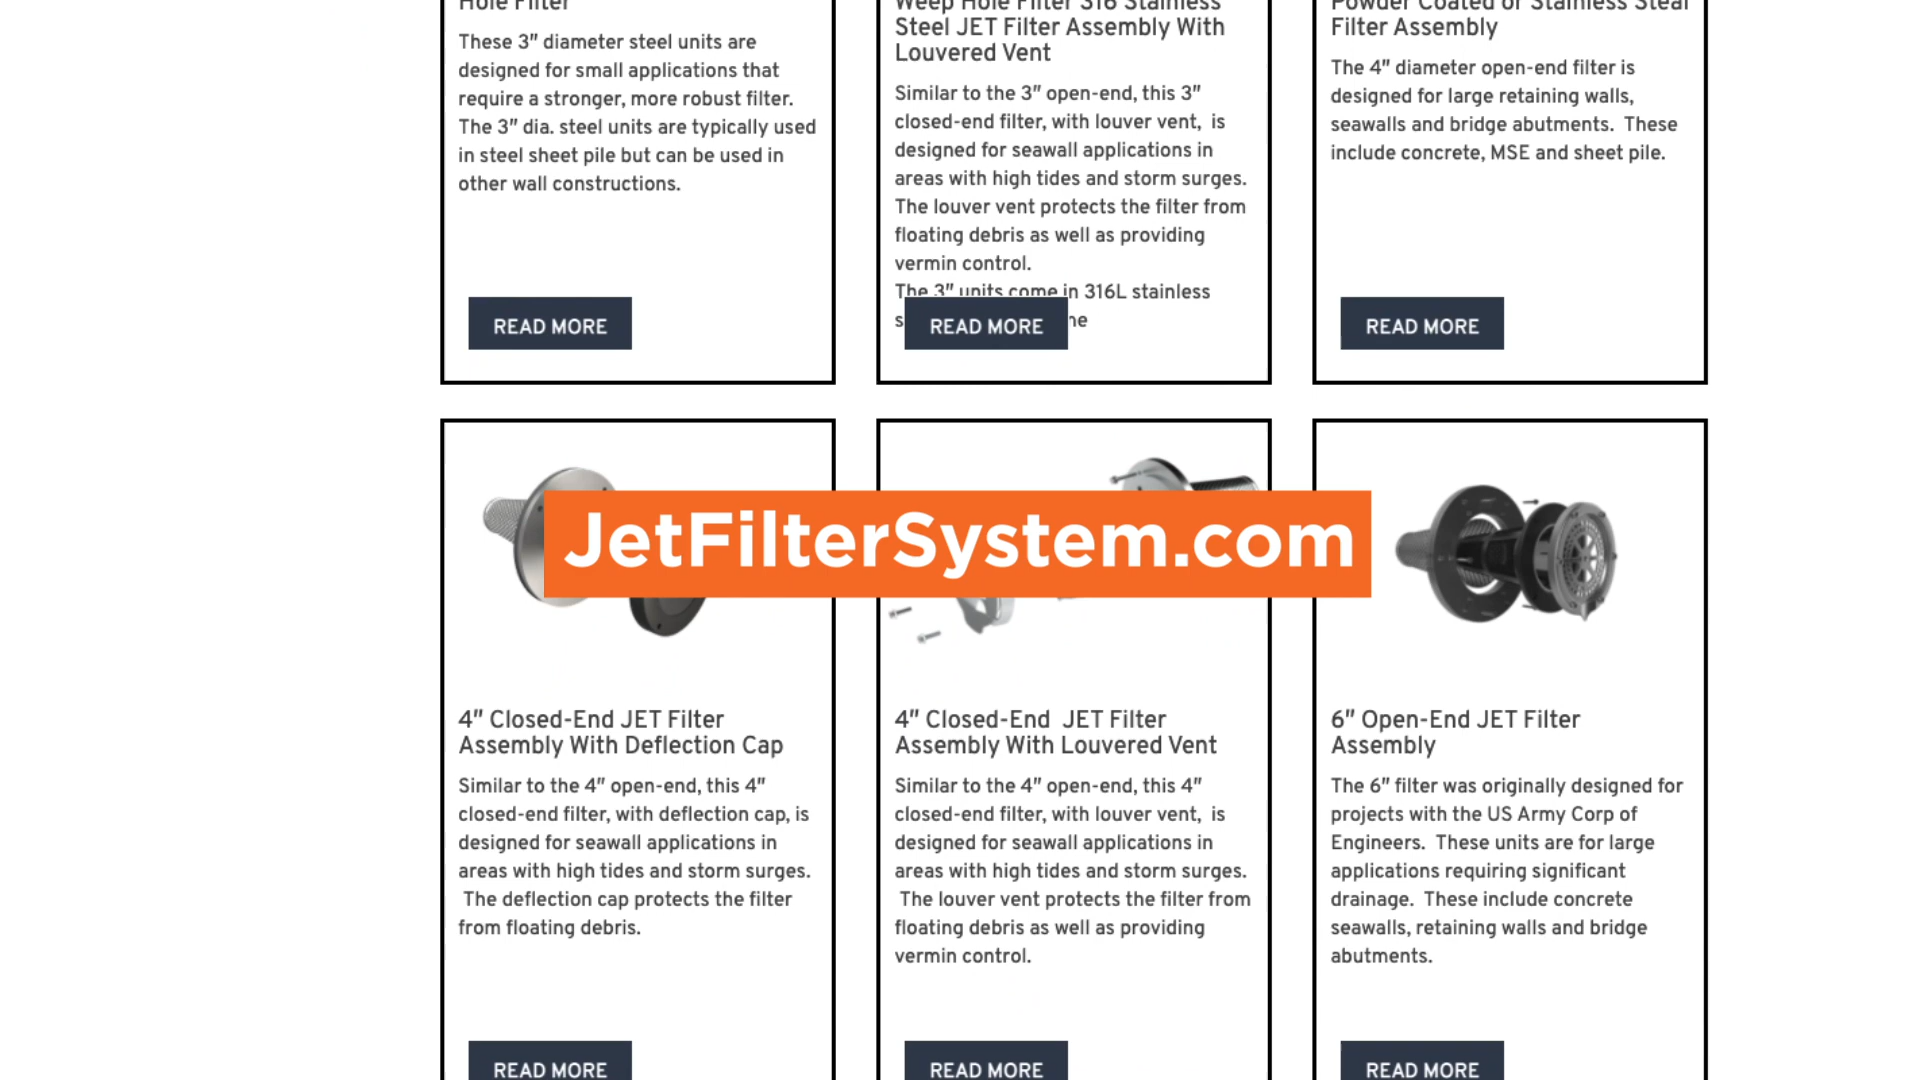 Hole Filter
These 3" diameter steel units are
designed for small applications that
require a stronger, more robust filter.
The 3" dia. steel units are typically used
in steel sheet pile but can be used in
other wall constructions.
READ MORE
Weep Hole Filter 316 Stainless
Steel JET Filter Assembly With
Louvered Vent
Similar to the 3" open-end, this 3"
closed-end filter, with louver vent,  is
designed for seawall applications in
areas with high tides and storm surges.
The louver vent protects the filter from
floating debris as well as providing
vermin control.
The 3" units come in 316L stainless
READ MORE
Powder Coated or Stainless Steal
Filter Assembly
The 4" diameter open-end filter is
designed for large retaining walls,
seawalls and bridge abutments.  These
include concrete, MSE and sheet pile.
READ MORE
JetFilterSystem.com
4" Closed-End JET Filter
Assembly With Deflection Cap
Similar to the 4" open-end, this 4"
closed-end filter, with deflection cap, is
designed for seawall applications in
areas with high tides and storm surges.
The deflection cap protects the filter
from floating debris.
READ MORE
4" Closed-End  JET Filter
Assembly With Louvered Vent
Similar to the 4" open-end, this 4"
closed-end filter, with louver vent,  is
designed for seawall applications in
areas with high tides and storm surges.
The louver vent protects the filter from
floating debris as well as providing
vermin control.
READ MORE
6" Open-End JET Filter
Assembly
The 6" filter was originally designed for
projects with the US Army Corp of
Engineers.  These units are for large
applications requiring significant
drainage.  These include concrete
seawalls, retaining walls and bridge
abutments.
READ MORE